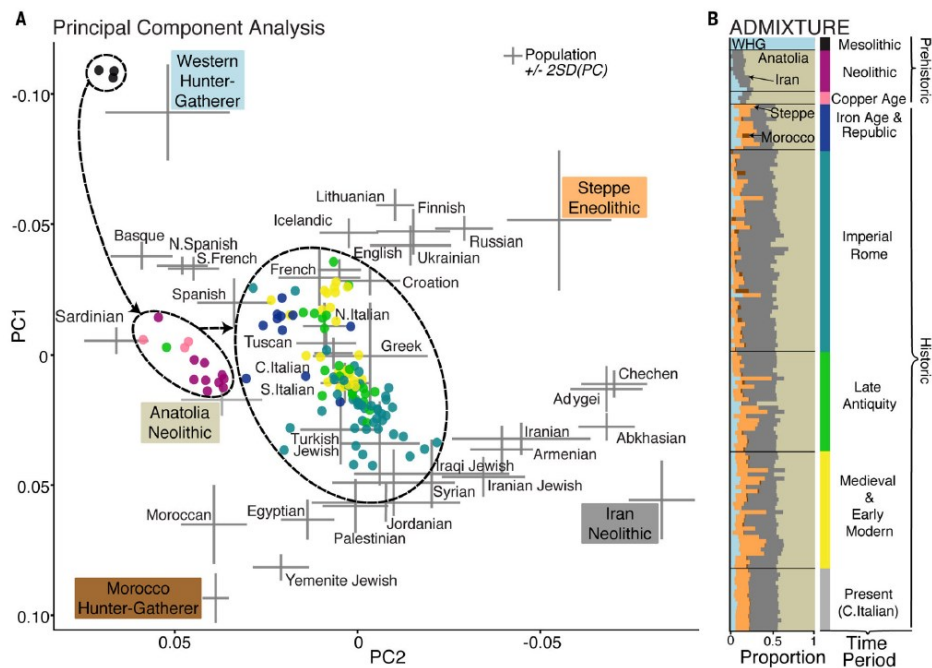 A
Principal Component Analysis
Population
+/- 2SD(PC)
Western
Hunter-
Gatherer
Steppe
Eneolithic
Lithuanian
Finnish
Icelandic
Russian
English
Ukrainian
Basque
N.Spanish
S.French
French
Croation
Spanish
Sardinian
N.Italian
Tuscan
Greek
C.Italian
S.Italian
Anatolia
Neolithic
Chechen
Adygei
Abkhasian
Turkish
Jewish
Iranian
Armenian
Iraqi Jewish
Iranian Jewish
Syrian
Jordanian
Palestinian
Egyptian
Moroccan
Yemenite Jewish
Iran
Neolithic
Morocco
Hunter-Gatherer
-0.10
-0.05
0
0.05
0.10
PC1
0.05
0
-0.05
PC2
B
ADMIXTURE
WHG
Anatolia
Iran
Steppe
Morocco
Mesolithic
Neolithic
Copper Age
Iron Age &
Republic
Imperial
Rome
Late
Antiquity
Medieval
&
Early
Modern
Present
(C.Italian)
Prehistoric
Historic
0
0.5
1
Proportion
Time
Period